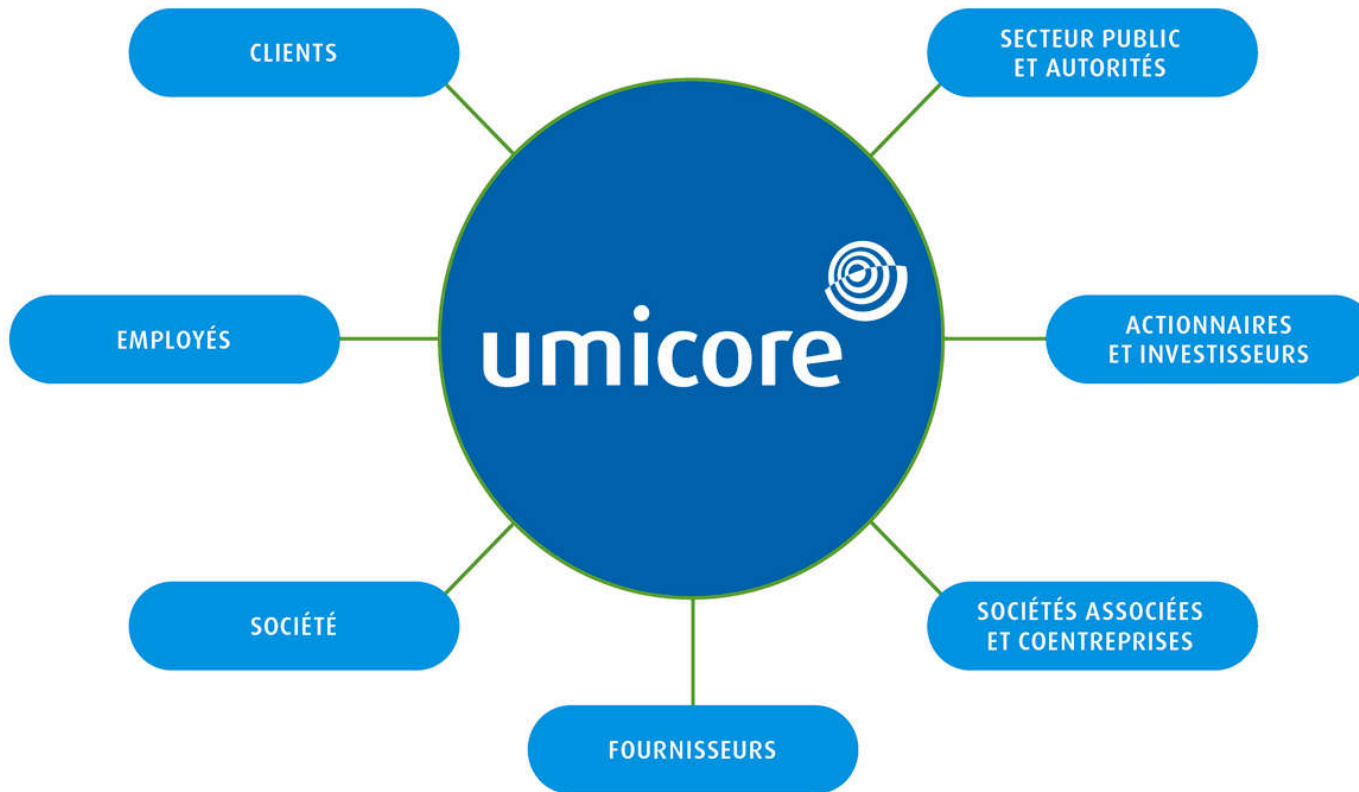 CLIENTS
SECTEUR PUBLIC
ET AUTORITÉS
umicore
EMPLOYÉS
ACTIONNAIRES
ET INVESTISSEURS
SOCIÉTÉ
SOCIÉTÉS ASSOCIÉES
ET COENTREPRISES
FOURNISSEURS